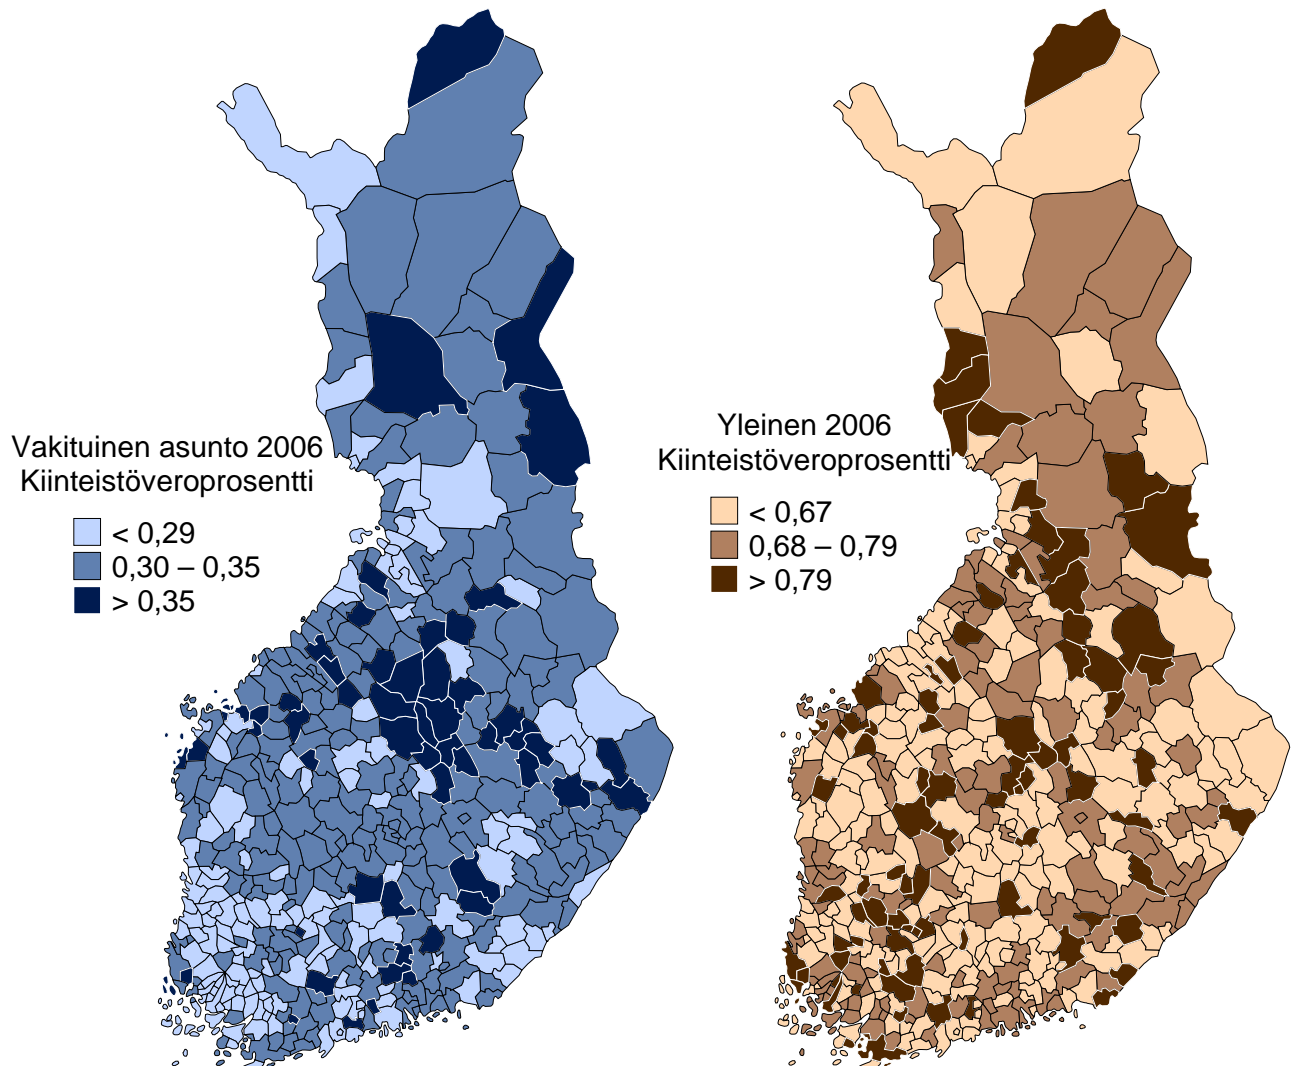 Vakituinen asunto 2006
Kiinteistöveroprosentti
< 0,29
0,30 – 0,35
> 0,35
Yleinen 2006
Kiinteistöveroprosentti
< 0,67
0,68 – 0,79
> 0,79